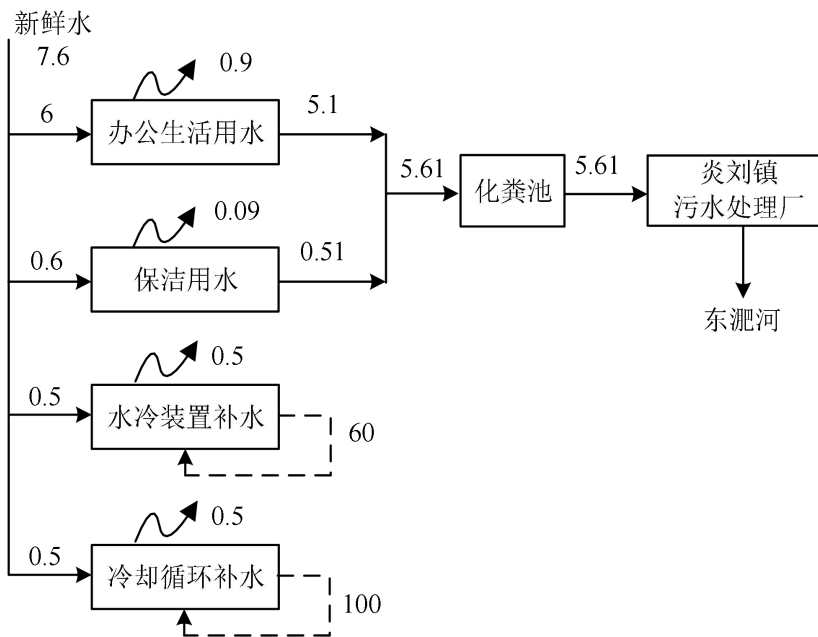 新鲜水
7.6
0.9
6
办公生活用水
5.1
5.61
化粪池
5.61
炎刘镇
污水处理厂
0.09
0.6
保洁用水
0.51
东淝河
0.5
0.5
水冷装置补水
60
0.5
0.5
冷却循环补水
100